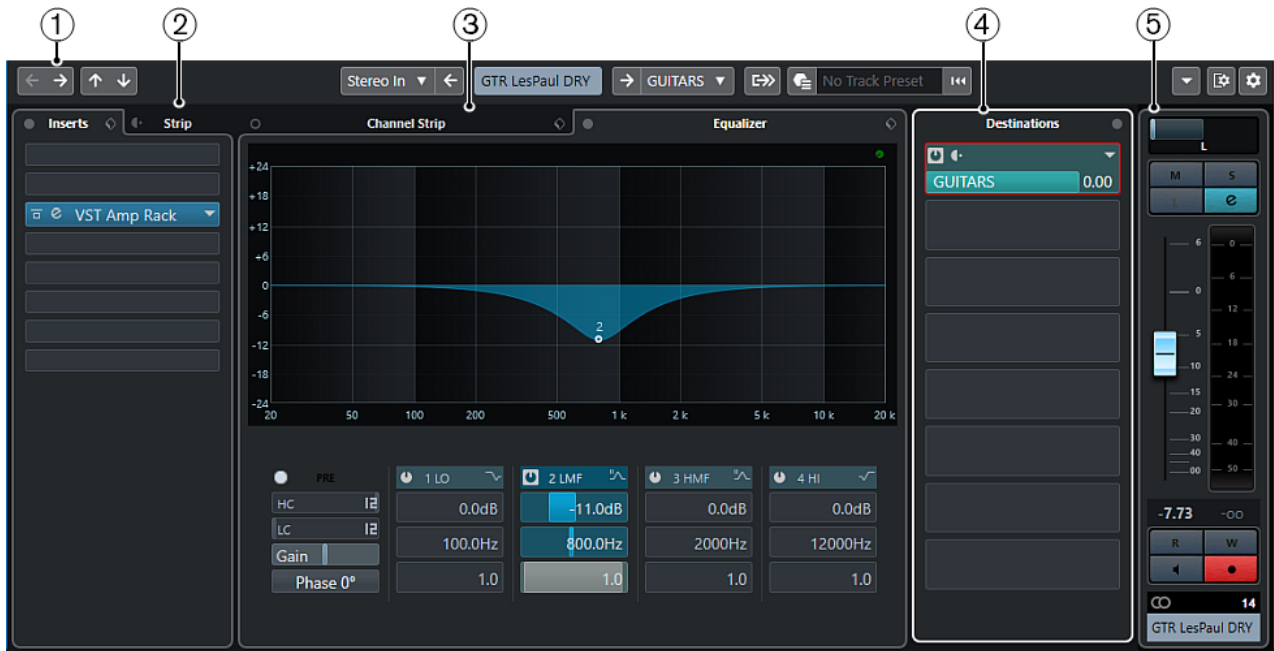 1 2 3 4 5
Stereo In GTR LesPaul DRY GUITARS No Track Preset
Inserts Strip Channel Strip Equalizer Destinations
L
+24
+18
+12
+6
0
-6
-12
-18
-24
2
20 50 100 200 500 1 k 2 k 5 k 10 k 20 k
VST Amp Rack
GUITARS 0.00
M S
L e
6 0
0 6
5 12
10 18
15 24
20 30
30 40
40 50
00
PRE 1 LO 2 LMF 3 HMF 4 HI
HC 12 0.0dB -11.0dB 0.0dB 0.0dB
LC 12 100.0Hz 800.0Hz 2000Hz 12000Hz
Gain
Phase 0° 1.0 1.0 1.0 1.0
-7.73 -oo
R W
14
GTR LesPaul DRY